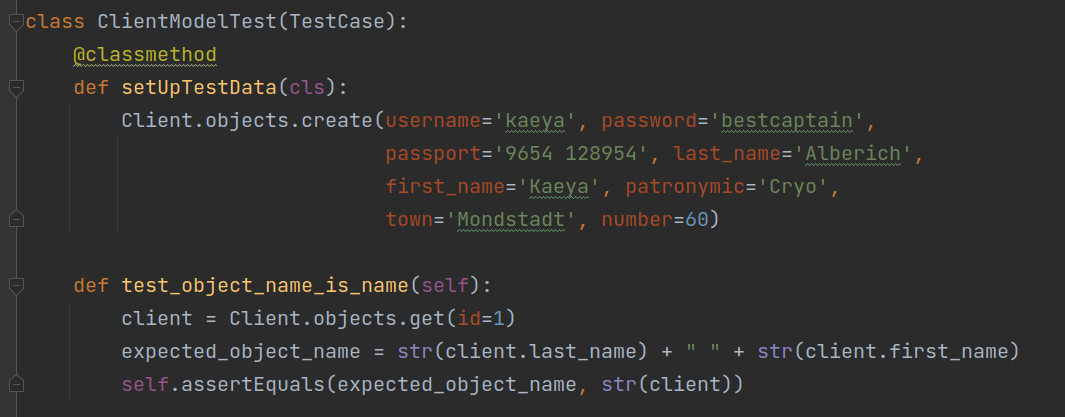 class ClientModelTest(TestCase):
    @classmethod
    def setUpTestData(cls):
        Client.objects.create(username='kaeya', password='bestcaptain',
                              passport='9654 128954', last_name='Alberich',
                              first_name='Kaeya', patronymic='Cryo',
                              town='Mondstadt', number=60)
    def test_object_name_is_name(self):
        client = Client.objects.get(id=1)
        expected_object_name = str(client.last_name) + " " + str(client.first_name)
        self.assertEquals(expected_object_name, str(client))